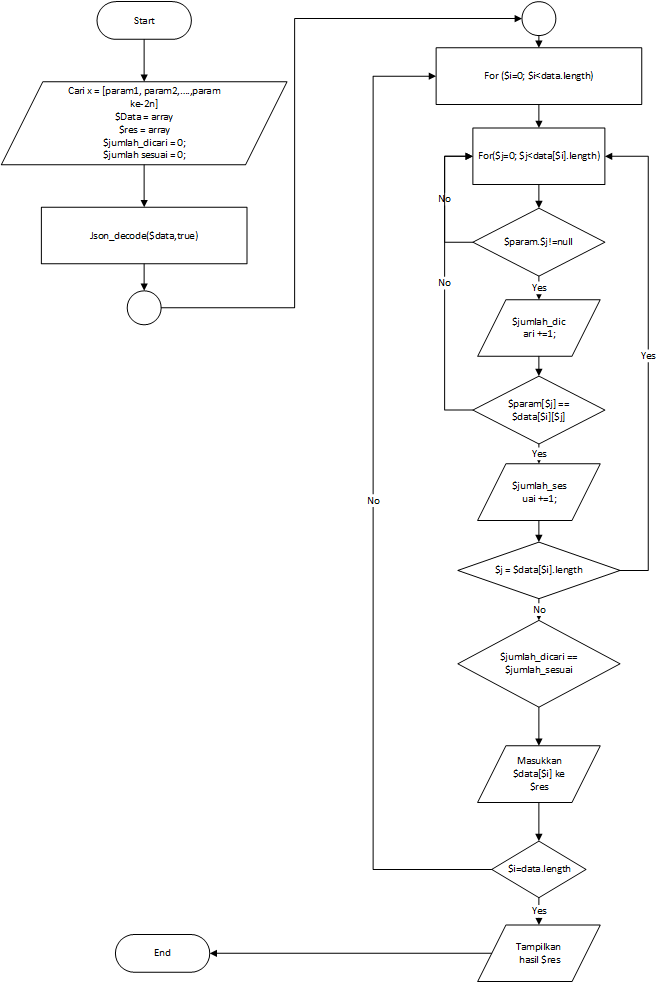 Start
Cari x = [param1, param2,....,param
ke-2n]
$Data = array
$res = array
$jumlah_dicari = 0;
$jumlah sesuai = 0;
Json_decode($data,true)
For ($i=0; $i<data.length)
For($j=0; $j<data[$i].length)
No
$param.$j!=null
No
Yes
$jumlah_dic
ari +=1;
Yes
$param[$j] ==
$data[$i][$j]
Yes
$jumlah_ses
uai +=1;
No
$j = $data[$i].length
No
$jumlah_dicari ==
$jumlah_sesuai
Masukkan
$data[$i] ke
$res
$i=data.length
Yes
Tampilkan
hasil $res
End